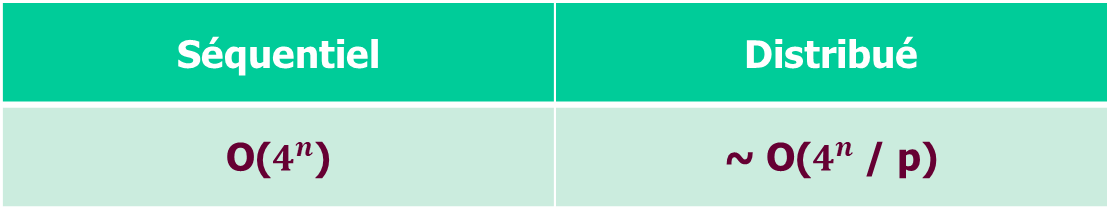 Séquentiel Distribué
O(4ⁿ) ~ O(4ⁿ / p)